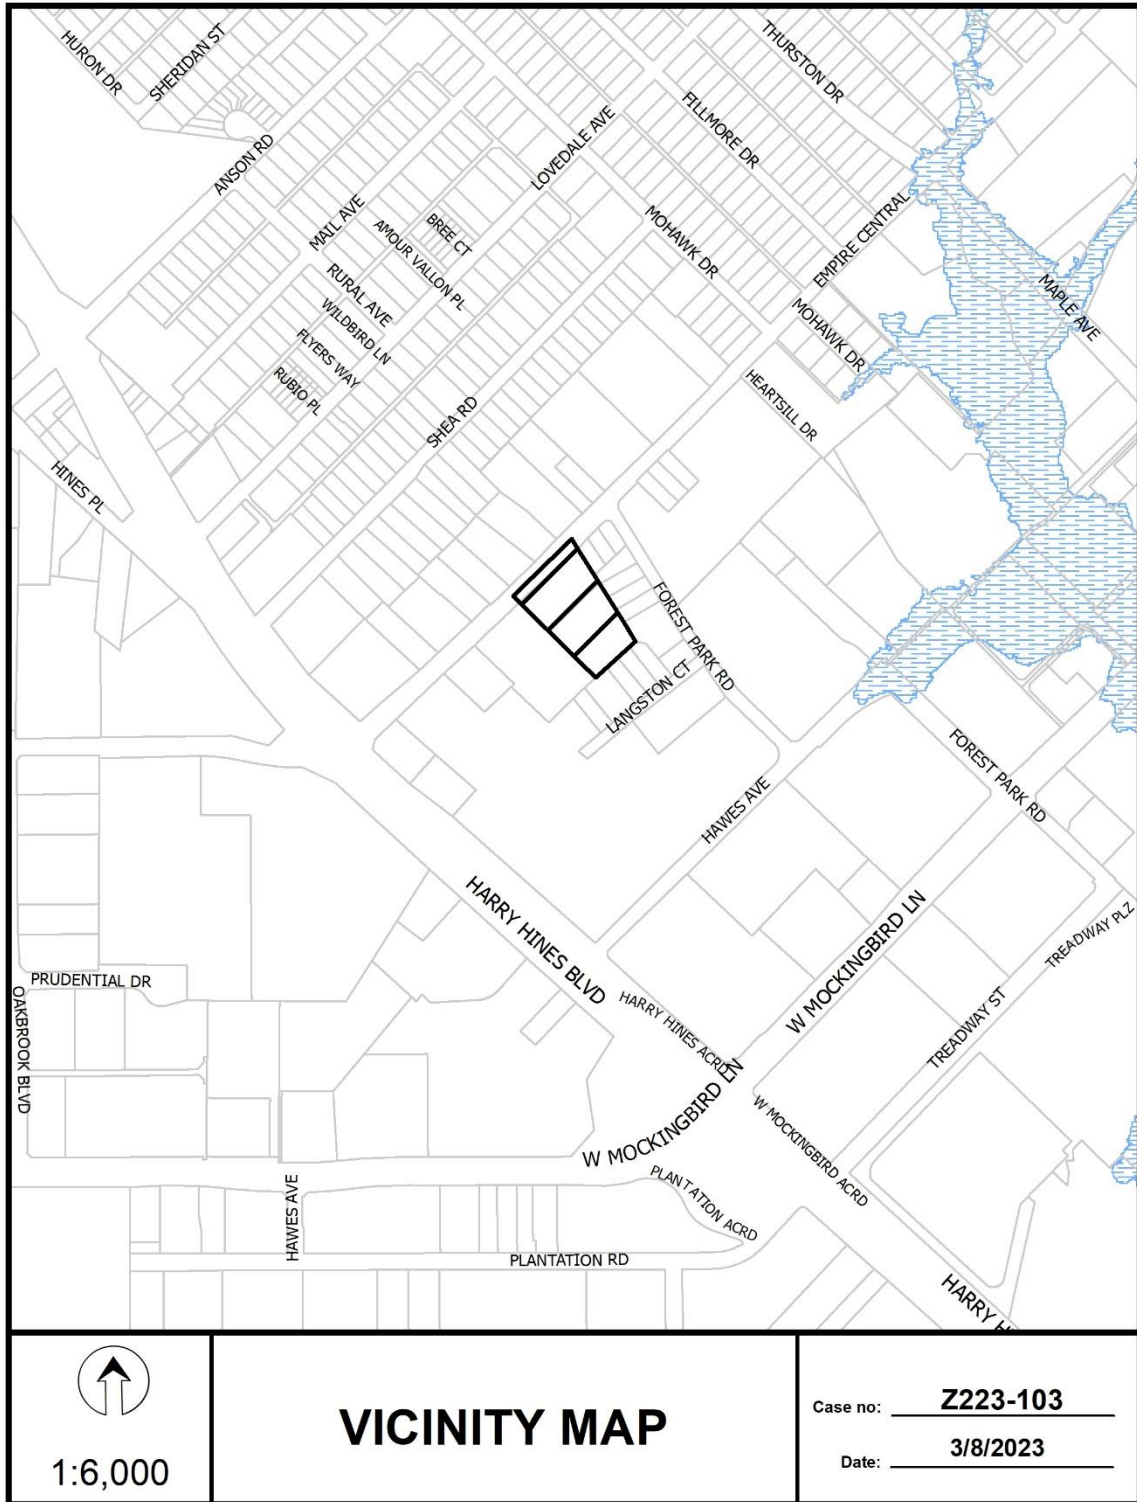 HURON DR
SHERIDAN ST
THURSTON DR
ANSON RD
LOVEDALE AVE
FILLMORE DR
MAIL AVE
AMOUR VALLON PL
BREE CT
MOHAWK DR
EMPIRE CENTRAL
RURAL AVE
WILDBIRD LN
MOHAWK DR
MAPLE AVE
FLYERS WAY
RUBIO PL
HEARTSILL DR
SHEA RD
HINES PL
FOREST PARK RD
LANGSTON CT
FOREST PARK RD
HAWES AVE
HARRY HINES BLVD
W MOCKINGBIRD LN
TREADWAY PLZ
PRUDENTIAL DR
OAKBROOK BLVD
HARRY HINES ACRD
TREADWAY ST
W MOCKINGBIRD LN
W MOCKINGBIRD ACRD
PLANTATION ACRD
HAWES AVE
PLANTATION RD
HARRY H
1:6,000
VICINITY MAP
Case no: Z223-103
Date: 3/8/2023